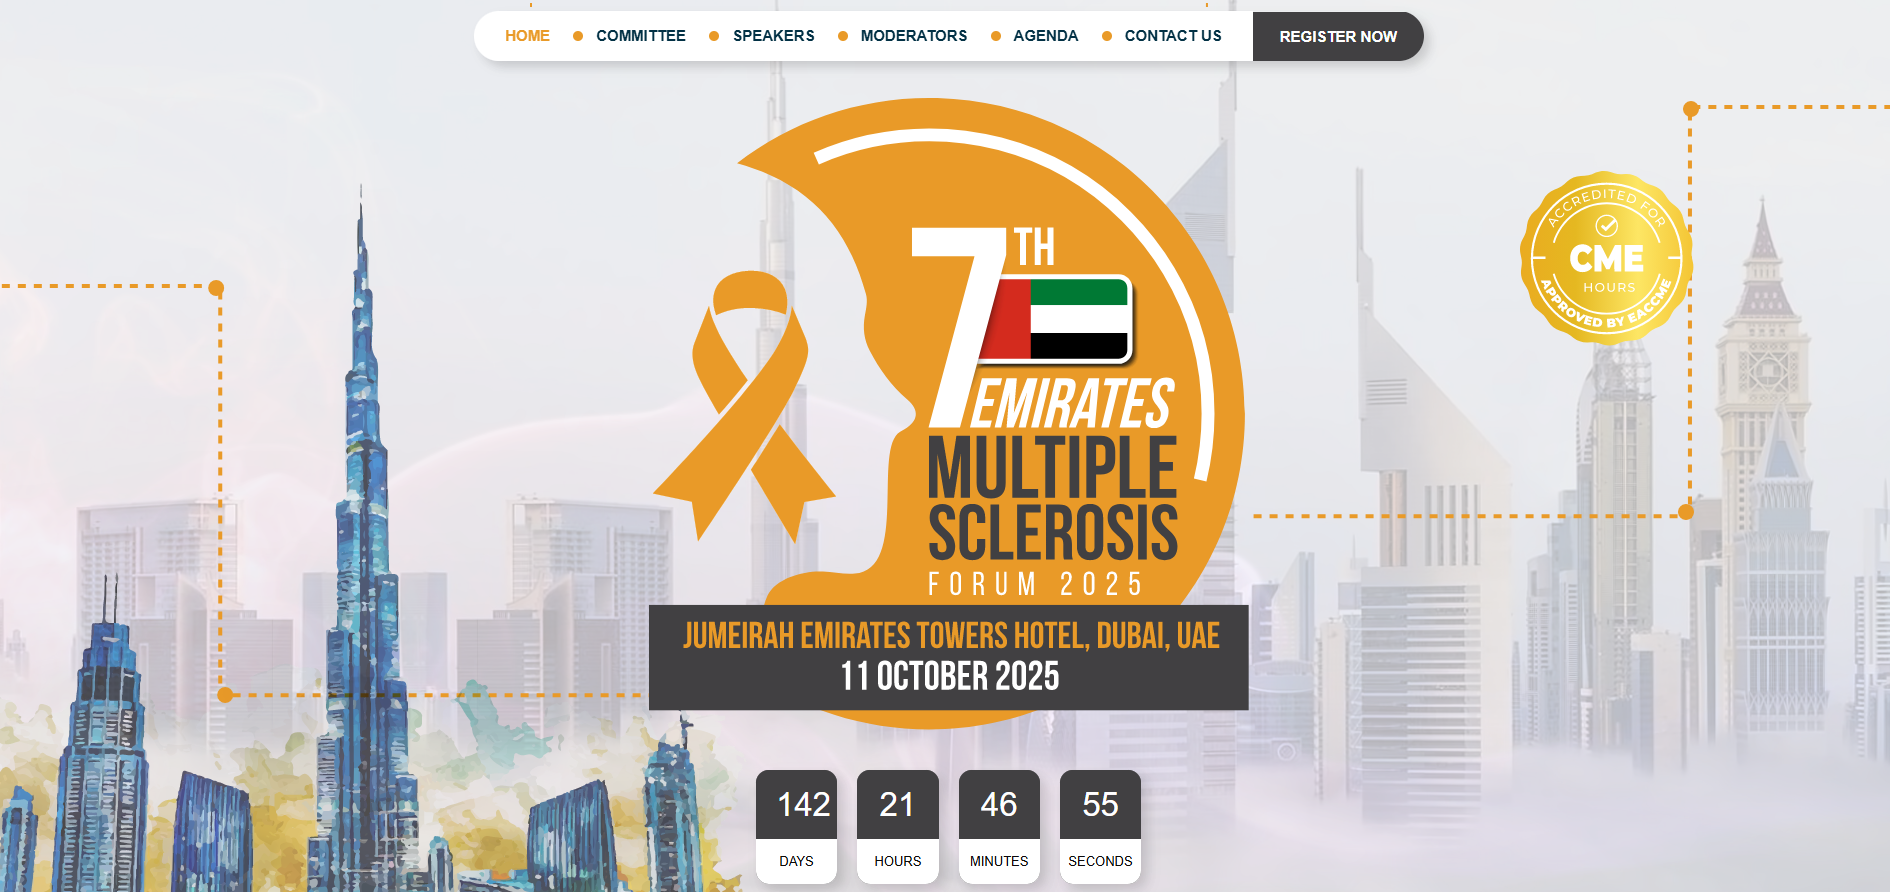 HOME
COMMITTEE
SPEAKERS
MODERATORS
AGENDA
CONTACT US
REGISTER NOW
7TH
EMIRATES
MULTIPLE
SCLEROSIS
FORUM 2025
JUMEIRAH EMIRATES TOWERS HOTEL, DUBAI, UAE
11 OCTOBER 2025
ACCREDITED FOR
CME
HOURS
APPROVED BY EACCME
142
21
46
55
DAYS
HOURS
MINUTES
SECONDS